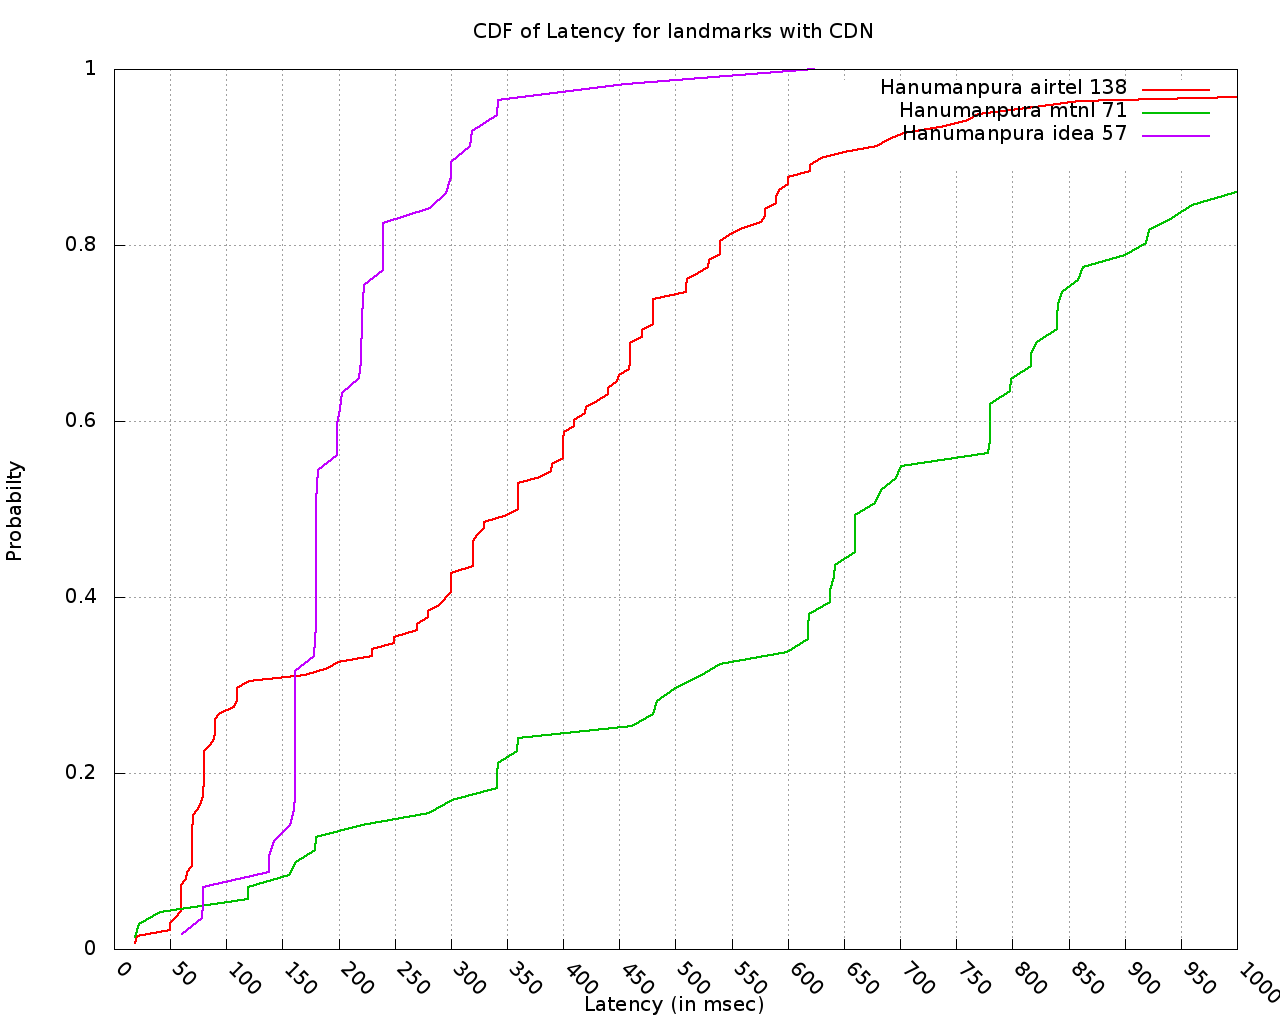 CDF of Latency for landmarks with CDN
Hanumanpura airtel 138
Hanumanpura mtnl 71
Hanumanpura idea 57
1
0.8
0.6
0.4
0.2
0
Probabilty
0 50 100 150 200 250 300 350 400 450 500 550 600 650 700 750 800 850 900 950 1000
Latency (in msec)